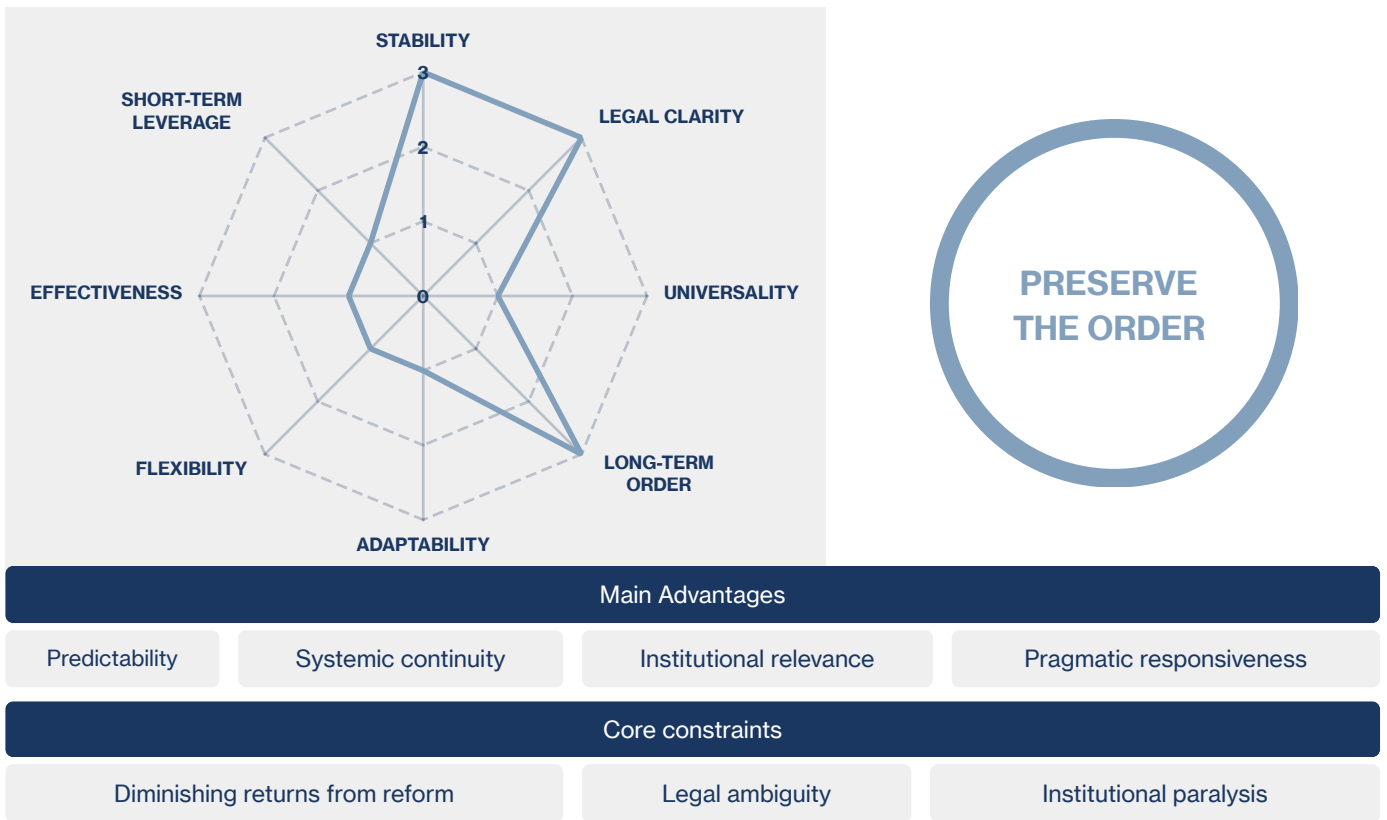 STABILITY
3
SHORT-TERM
LEVERAGE
LEGAL CLARITY
2
1
EFFECTIVENESS
0
UNIVERSALITY
FLEXIBILITY
LONG-TERM
ORDER
ADAPTABILITY
PRESERVE
THE ORDER
Main Advantages
Predictability
Systemic continuity
Institutional relevance
Pragmatic responsiveness
Core constraints
Diminishing returns from reform
Legal ambiguity
Institutional paralysis